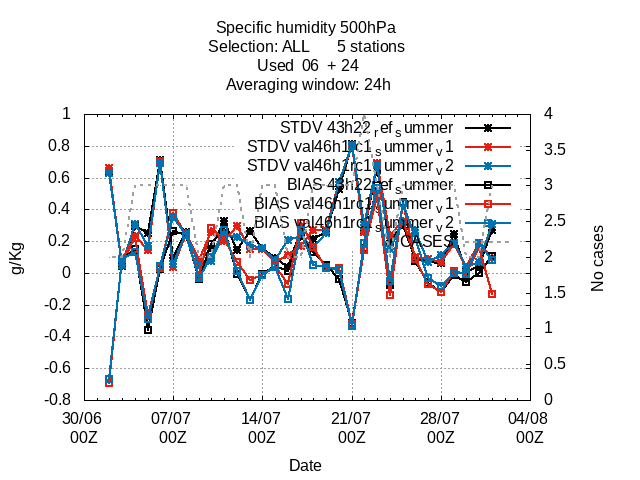 Specific humidity 500hPa
Selection: ALL 5 stations
Used 06 + 24
Averaging window: 24h
STDV 43h22_ref_summer
STDV val46h1rc1_summer_v1
STDV val46h1rc1_summer_v2
BIAS 43h22_ref_summer
BIAS val46h1rc1_summer_v1
BIAS val46h1rc1_summer_v2
CASES
1
0.8
0.6
0.4
0.2
0
-0.2
-0.4
-0.6
-0.8
g/Kg
4
3.5
3
2.5
2
1.5
1
0.5
0
No cases
30/06 07/07 14/07 21/07 28/07 04/08
00Z 00Z 00Z 00Z 00Z 00Z
Date